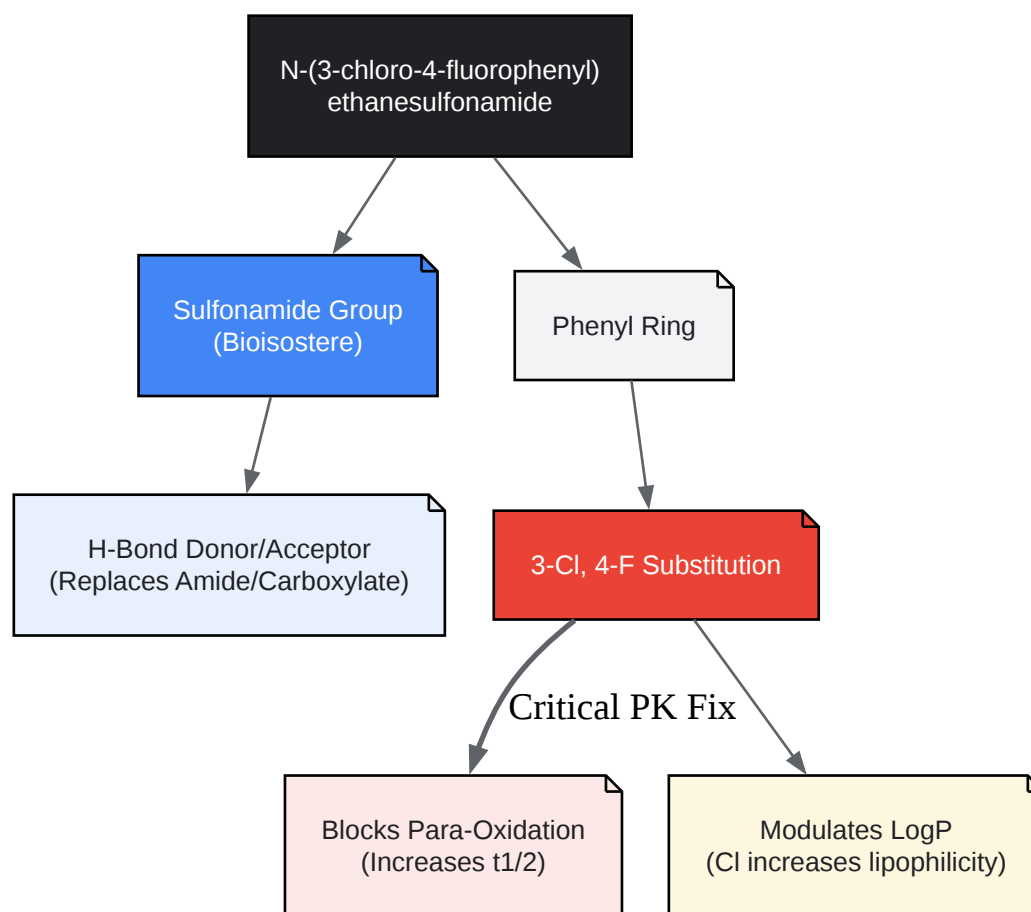 N-(3-chloro-4-fluorophenyl)
ethanesulfonamide
Sulfonamide Group
(Bioisostere)
Phenyl Ring
H-Bond Donor/Acceptor
(Replaces Amide/Carboxylate)
3-Cl, 4-F Substitution
Critical PK Fix
Blocks Para-Oxidation
(Increases t1/2)
Modulates LogP
(Cl increases lipophilicity)